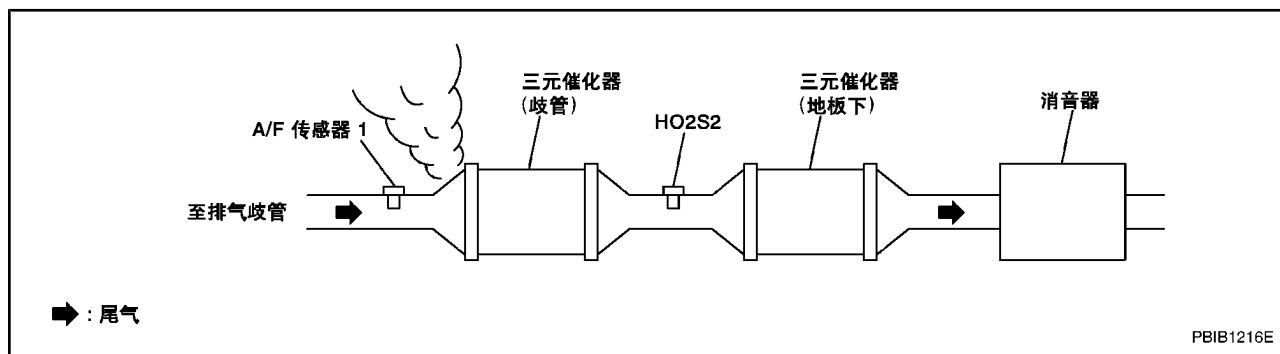 三元催化器
(歧管)
三元催化器
(地板下)
消音器
A/F 传感器 1
HO2S2
至排气歧管
: 尾气
PBIB1216E